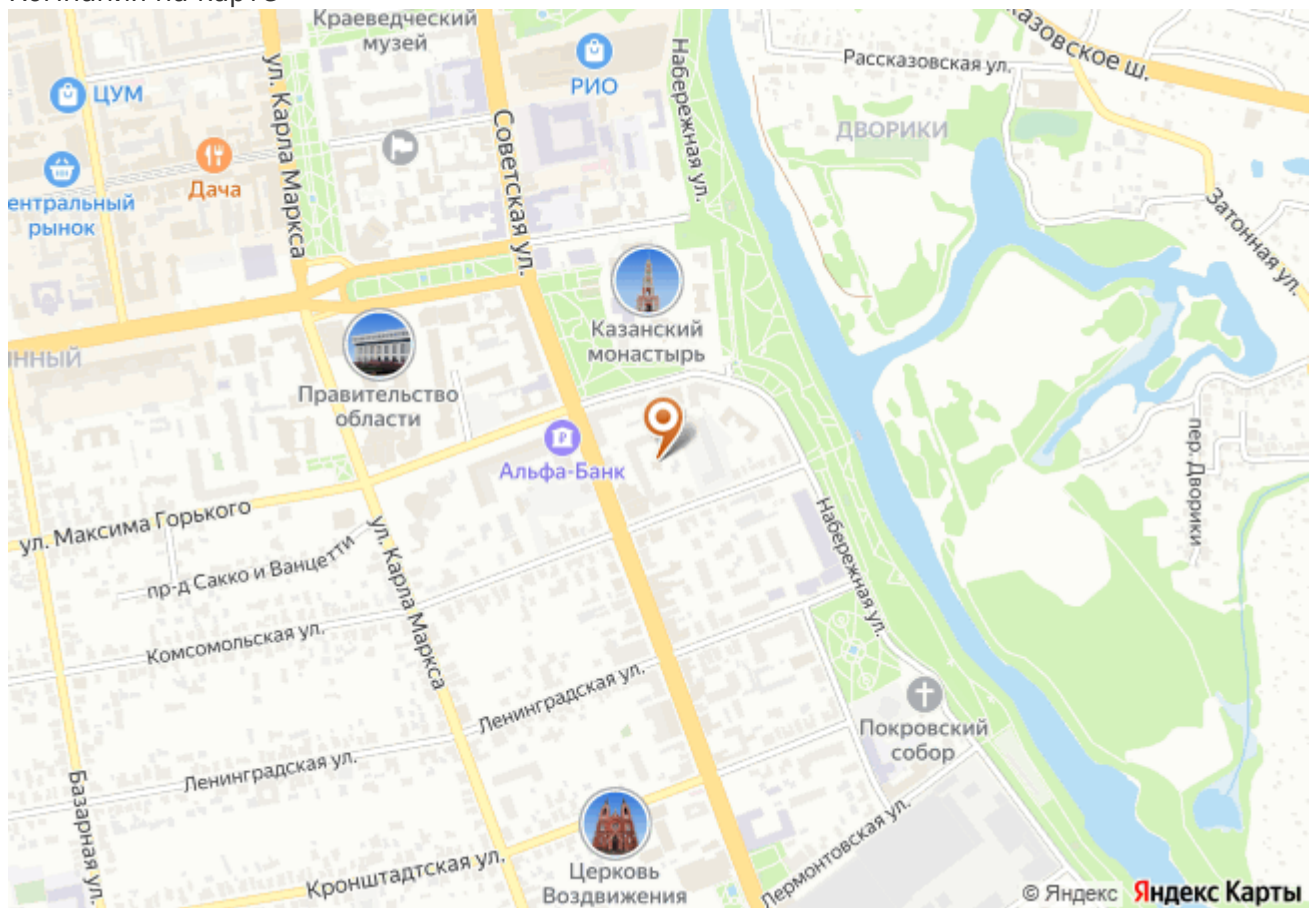 Краеведческий
музей
РИО
ЦУМ
ул. Карла Маркса
Советская ул.
Набережная ул.
Рассказовская ул.
казовское ш.
ДВОРИКИ
Затонная ул.
Дача
ентральный
рынок
Казанский
монастырь
ИННЫЙ
Правительство
области
Альфа-Банк
пер. Дворики
ул. Максима Горького
пр-д Сакко и Ванцетти
ул. Карла Маркса
Набережная ул.
Комсомольская ул.
Ленинградская ул.
Покровский
собор
Ленинградская ул.
Базарная ул.
Лермонтовская ул.
Кронштадтская ул.
Церковь
Воздвижения
© Яндекс Яндекс Карты